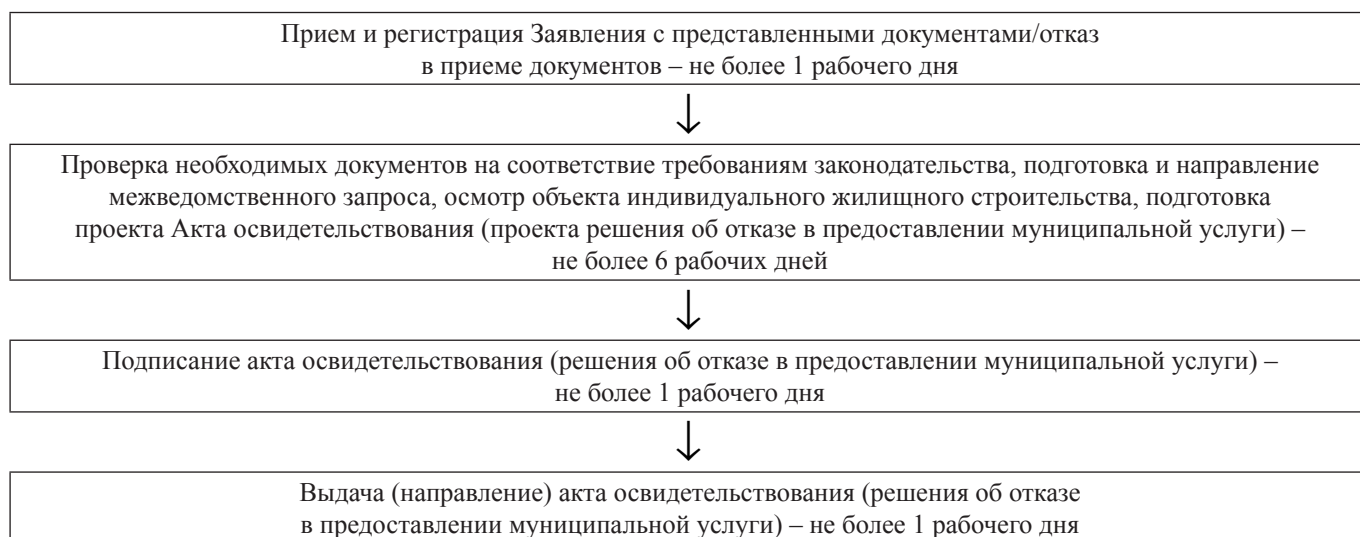 Прием и регистрация Заявления с представленными документами/отказ
в приеме документов – не более 1 рабочего дня
Проверка необходимых документов на соответствие требованиям законодательства, подготовка и направление
межведомственного запроса, осмотр объекта индивидуального жилищного строительства, подготовка
проекта Акта освидетельствования (проекта решения об отказе в предоставлении муниципальной услуги) –
не более 6 рабочих дней
Подписание акта освидетельствования (решения об отказе в предоставлении муниципальной услуги) –
не более 1 рабочего дня
Выдача (направление) акта освидетельствования (решения об отказе
в предоставлении муниципальной услуги) – не более 1 рабочего дня